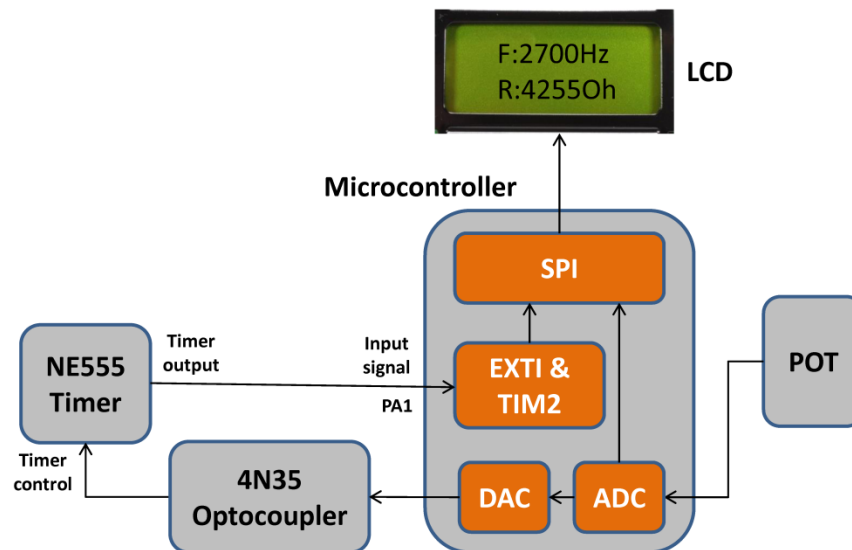 F:2700Hz
R:4255Oh
LCD
Microcontroller
SPI
Timer
output
Input
signal
PA1
NE555
Timer
EXTI &
TIM2
POT
Timer
control
4N35
Optocoupler
DAC
ADC